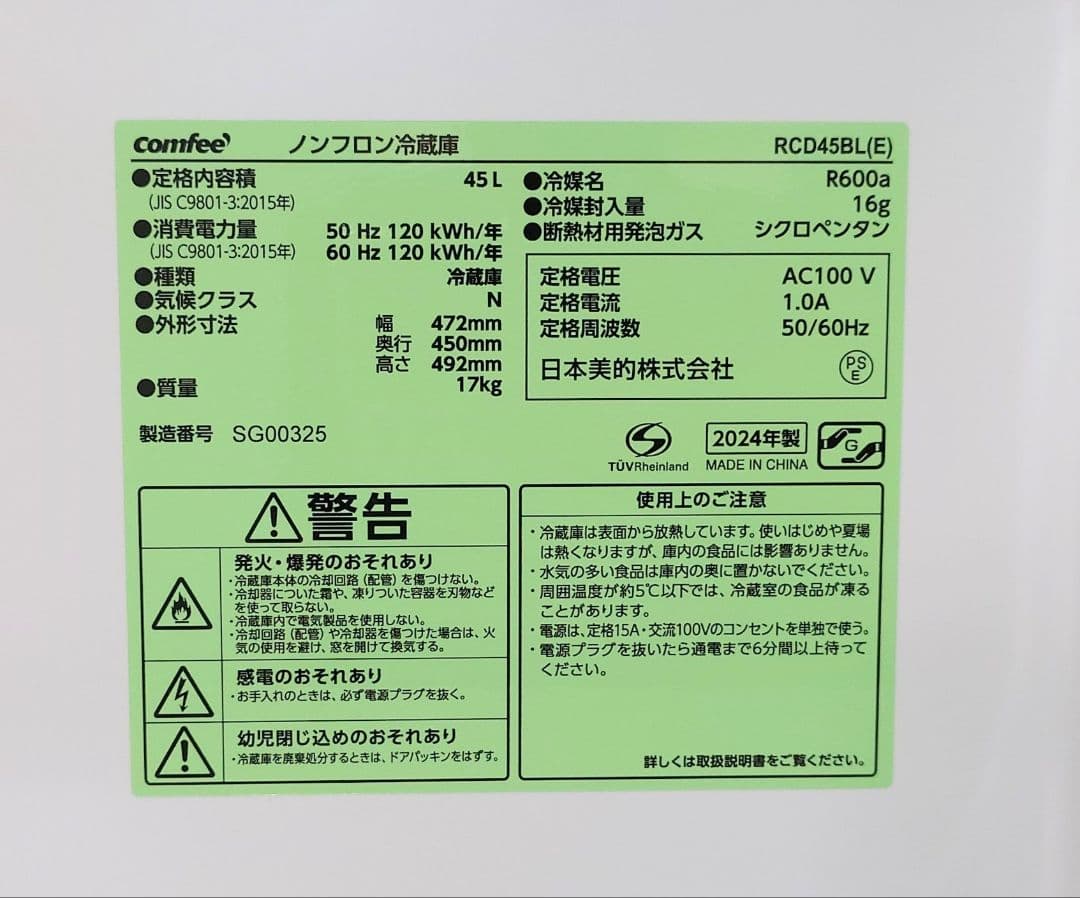 comfee' ノンフロン冷蔵庫 RCD45BL(E)
●定格内容積 45L
(JIS C9801-3:2015年)
●消費電力量 50 Hz 120 kWh/年
(JIS C9801-3:2015年) 60 Hz 120 kWh/年
●種類 冷蔵庫
●気候クラス N
●外形寸法 幅 472mm
奥行 450mm
高さ 492mm
●質量 17kg
●冷媒名 R600a
●冷媒封入量 16g
●断熱材用発泡ガス シクロペンタン
定格電圧 AC100 V
定格電流 1.0A
定格周波数 50/60Hz
日本美的株式会社 PS E
製造番号 SG00325
TÜVRheinland
2024年製
MADE IN CHINA
G
警告
発火・爆発のおそれあり
・冷蔵庫本体の冷却回路(配管)を傷つけない。
・冷却器についた霜や、凍りついた容器を刃物など
を使って取らない。
・冷蔵庫内で電気製品を使用しない。
・冷却回路(配管)や冷却器を傷つけた場合は、火
気の使用を避け、窓を開けて換気する。
感電のおそれあり
・お手入れのときは、必ず電源プラグを抜く。
幼児閉じ込めのおそれあり
・冷蔵庫を廃棄処分するときは、ドアパッキンをはずす。
使用上のご注意
・冷蔵庫は表面から放熱しています。使いはじめや夏場
は熱くなりますが、庫内の食品には影響ありません。
・水気の多い食品は庫内の奥に置かないでください。
・周囲温度が約5℃以下では、冷蔵室の食品が凍る
ことがあります。
・電源は、定格15A・交流100Vのコンセントを単独で使う。
・電源プラグを抜いたら通電まで6分間以上待って
ください。
詳しくは取扱説明書をご覧ください。